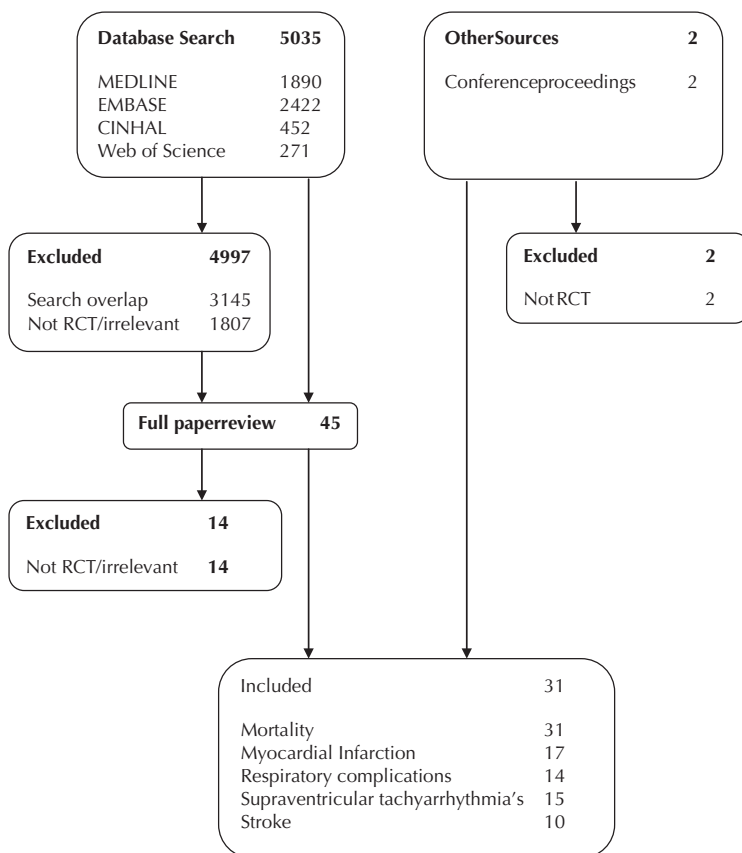 Database Search 5035
MEDLINE 1890
EMBASE 2422
CINHAL 452
Web of Science 271
OtherSources 2
Conferenceproceedings 2
Excluded 4997
Search overlap 3145
Not RCT/irrelevant 1807
Excluded 2
NotRCT 2
Full paperreview 45
Excluded 14
Not RCT/irrelevant 14
Included 31
Mortality 31
Myocardial Infarction 17
Respiratory complications 14
Supraventricular tachyarrhythmia's 15
Stroke 10